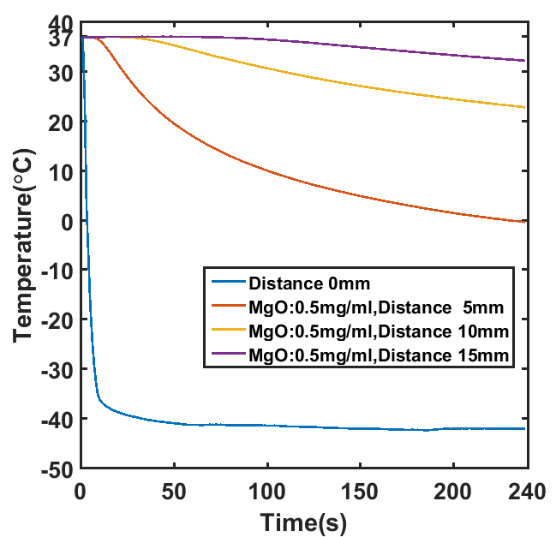 40
37
30
20
10
0
-40
-20
-30
-40
-50
0
50
100
150
200
240
Temperature(°C)
Time(s)
Distance 0mm
MgO:0.5mg/ml,Distance 5mm
MgO:0.5mg/ml,Distance 10mm
MgO:0.5mg/ml,Distance 15mm